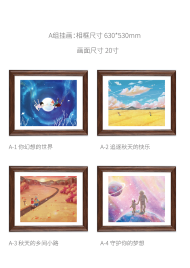 A组挂画:相框尺寸 630*530mm
画面尺寸 20寸
A-1 你幻想的世界
A-2 追逐秋天的快乐
A-3 秋天的乡间小路
A-4 守护你的梦想